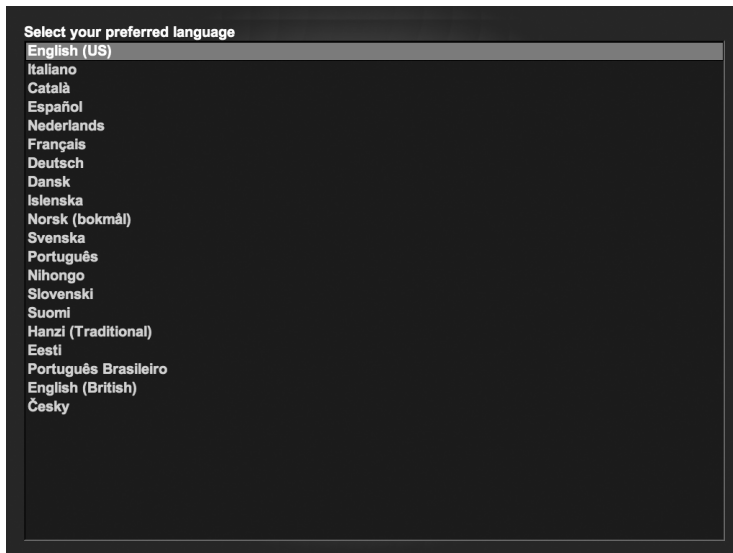 Select your preferred language
English (US)
Italiano
Català
Español
Nederlands
Français
Deutsch
Dansk
Islenska
Norsk (bokmål)
Svenska
Português
Nihongo
Slovenski
Suomi
Hanzi (Traditional)
Eesti
Português Brasileiro
English (British)
Česky